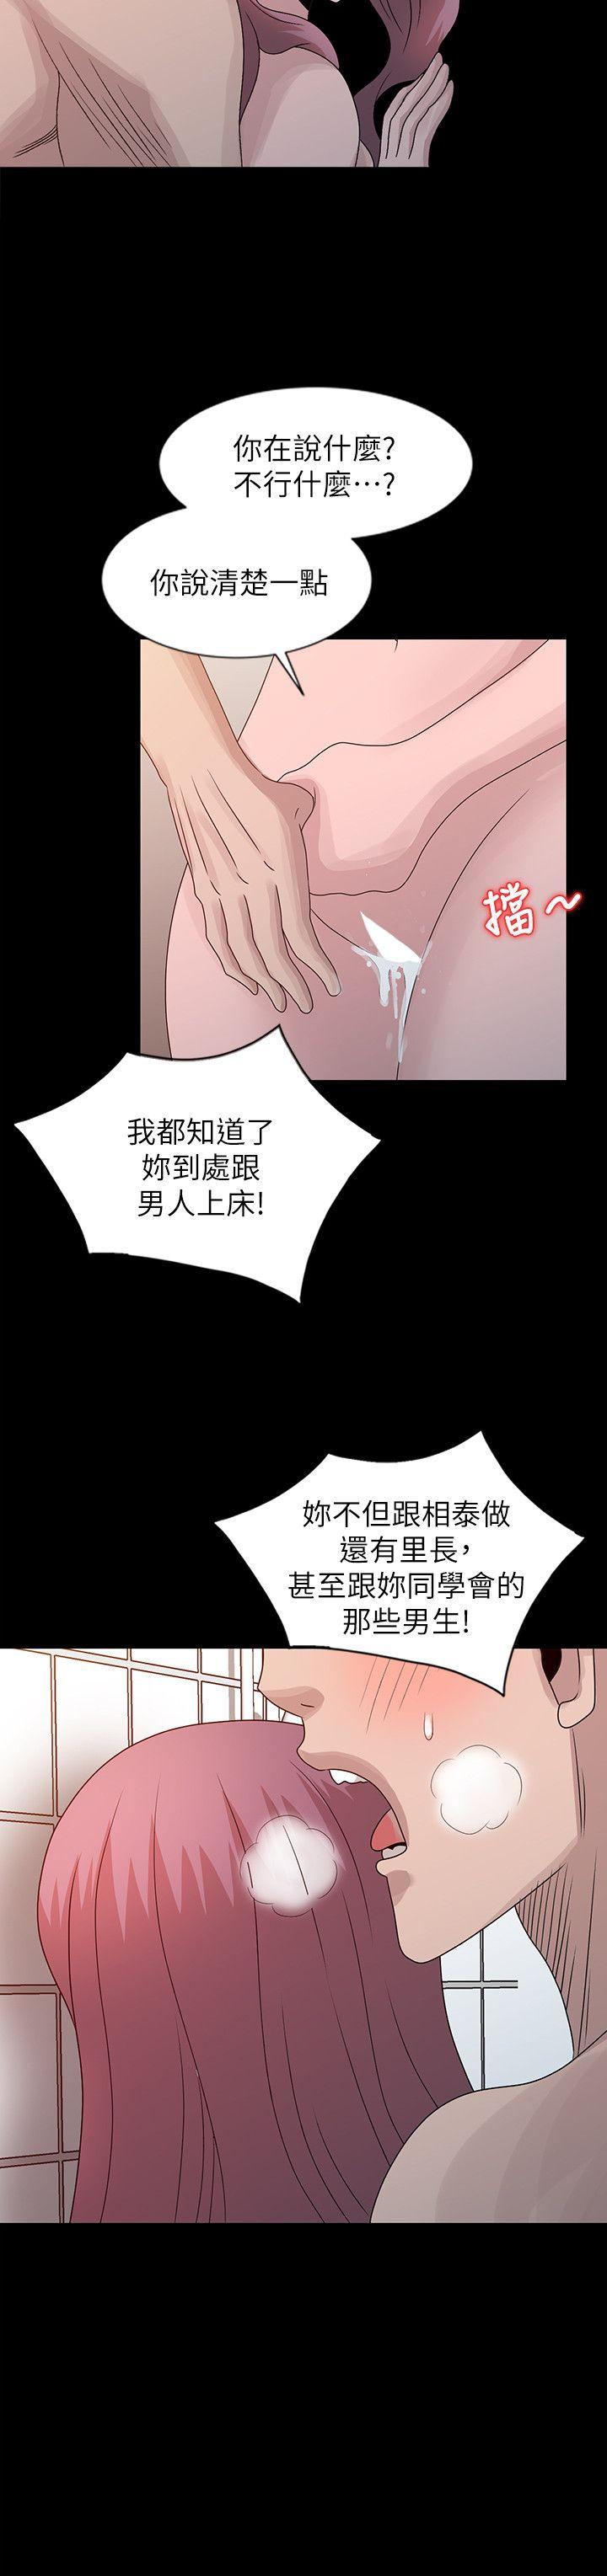 你在說什麼?
不行什麼⋯?
你說清楚一點
擋~
我都知道了
妳到處跟
男人上床!
妳不但跟相泰做
還有里長,
甚至跟妳同學會的
那些男生!